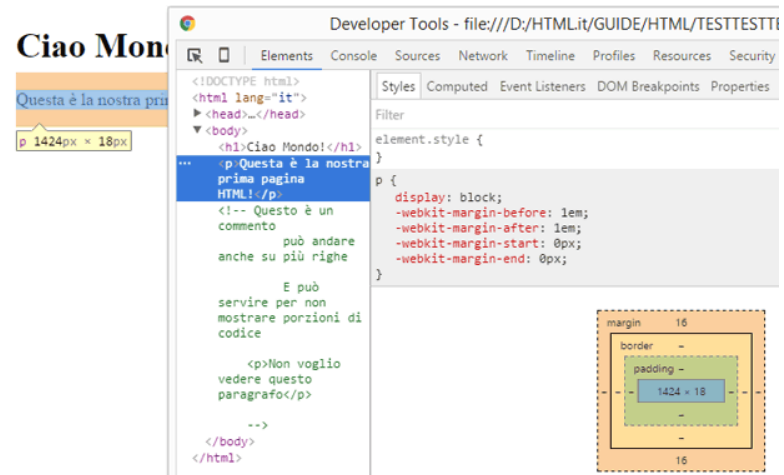 Ciao Mon
Questa è la nostra pri
p 1424px × 18px
Developer Tools - file:///D:/HTML.it/GUIDE/HTML/TESTTESTTE
Elements Console Sources Network Timeline Profiles Resources Security
<!DOCTYPE html>
<html lang="it">
▶<head>…</head>
▼<body>
<h1>Ciao Mondo!</h1>
<p>Questa è la nostra
prima pagina
HTML!</p>
<!-- Questo è un
commento
può andare
anche su più righe
E può
servire per non
mostrare porzioni di
codice
<p>Non voglio
vedere questo
paragrafo</p>
-->
</body>
</html>
Styles Computed Event Listeners DOM Breakpoints Properties
Filter
element.style {
}
p {
display: block;
-webkit-margin-before: 1em;
-webkit-margin-after: 1em;
-webkit-margin-start: 0px;
-webkit-margin-end: 0px;
}
margin 16
border -
padding -
- - - 1424 × 18 - - -
-
-
16